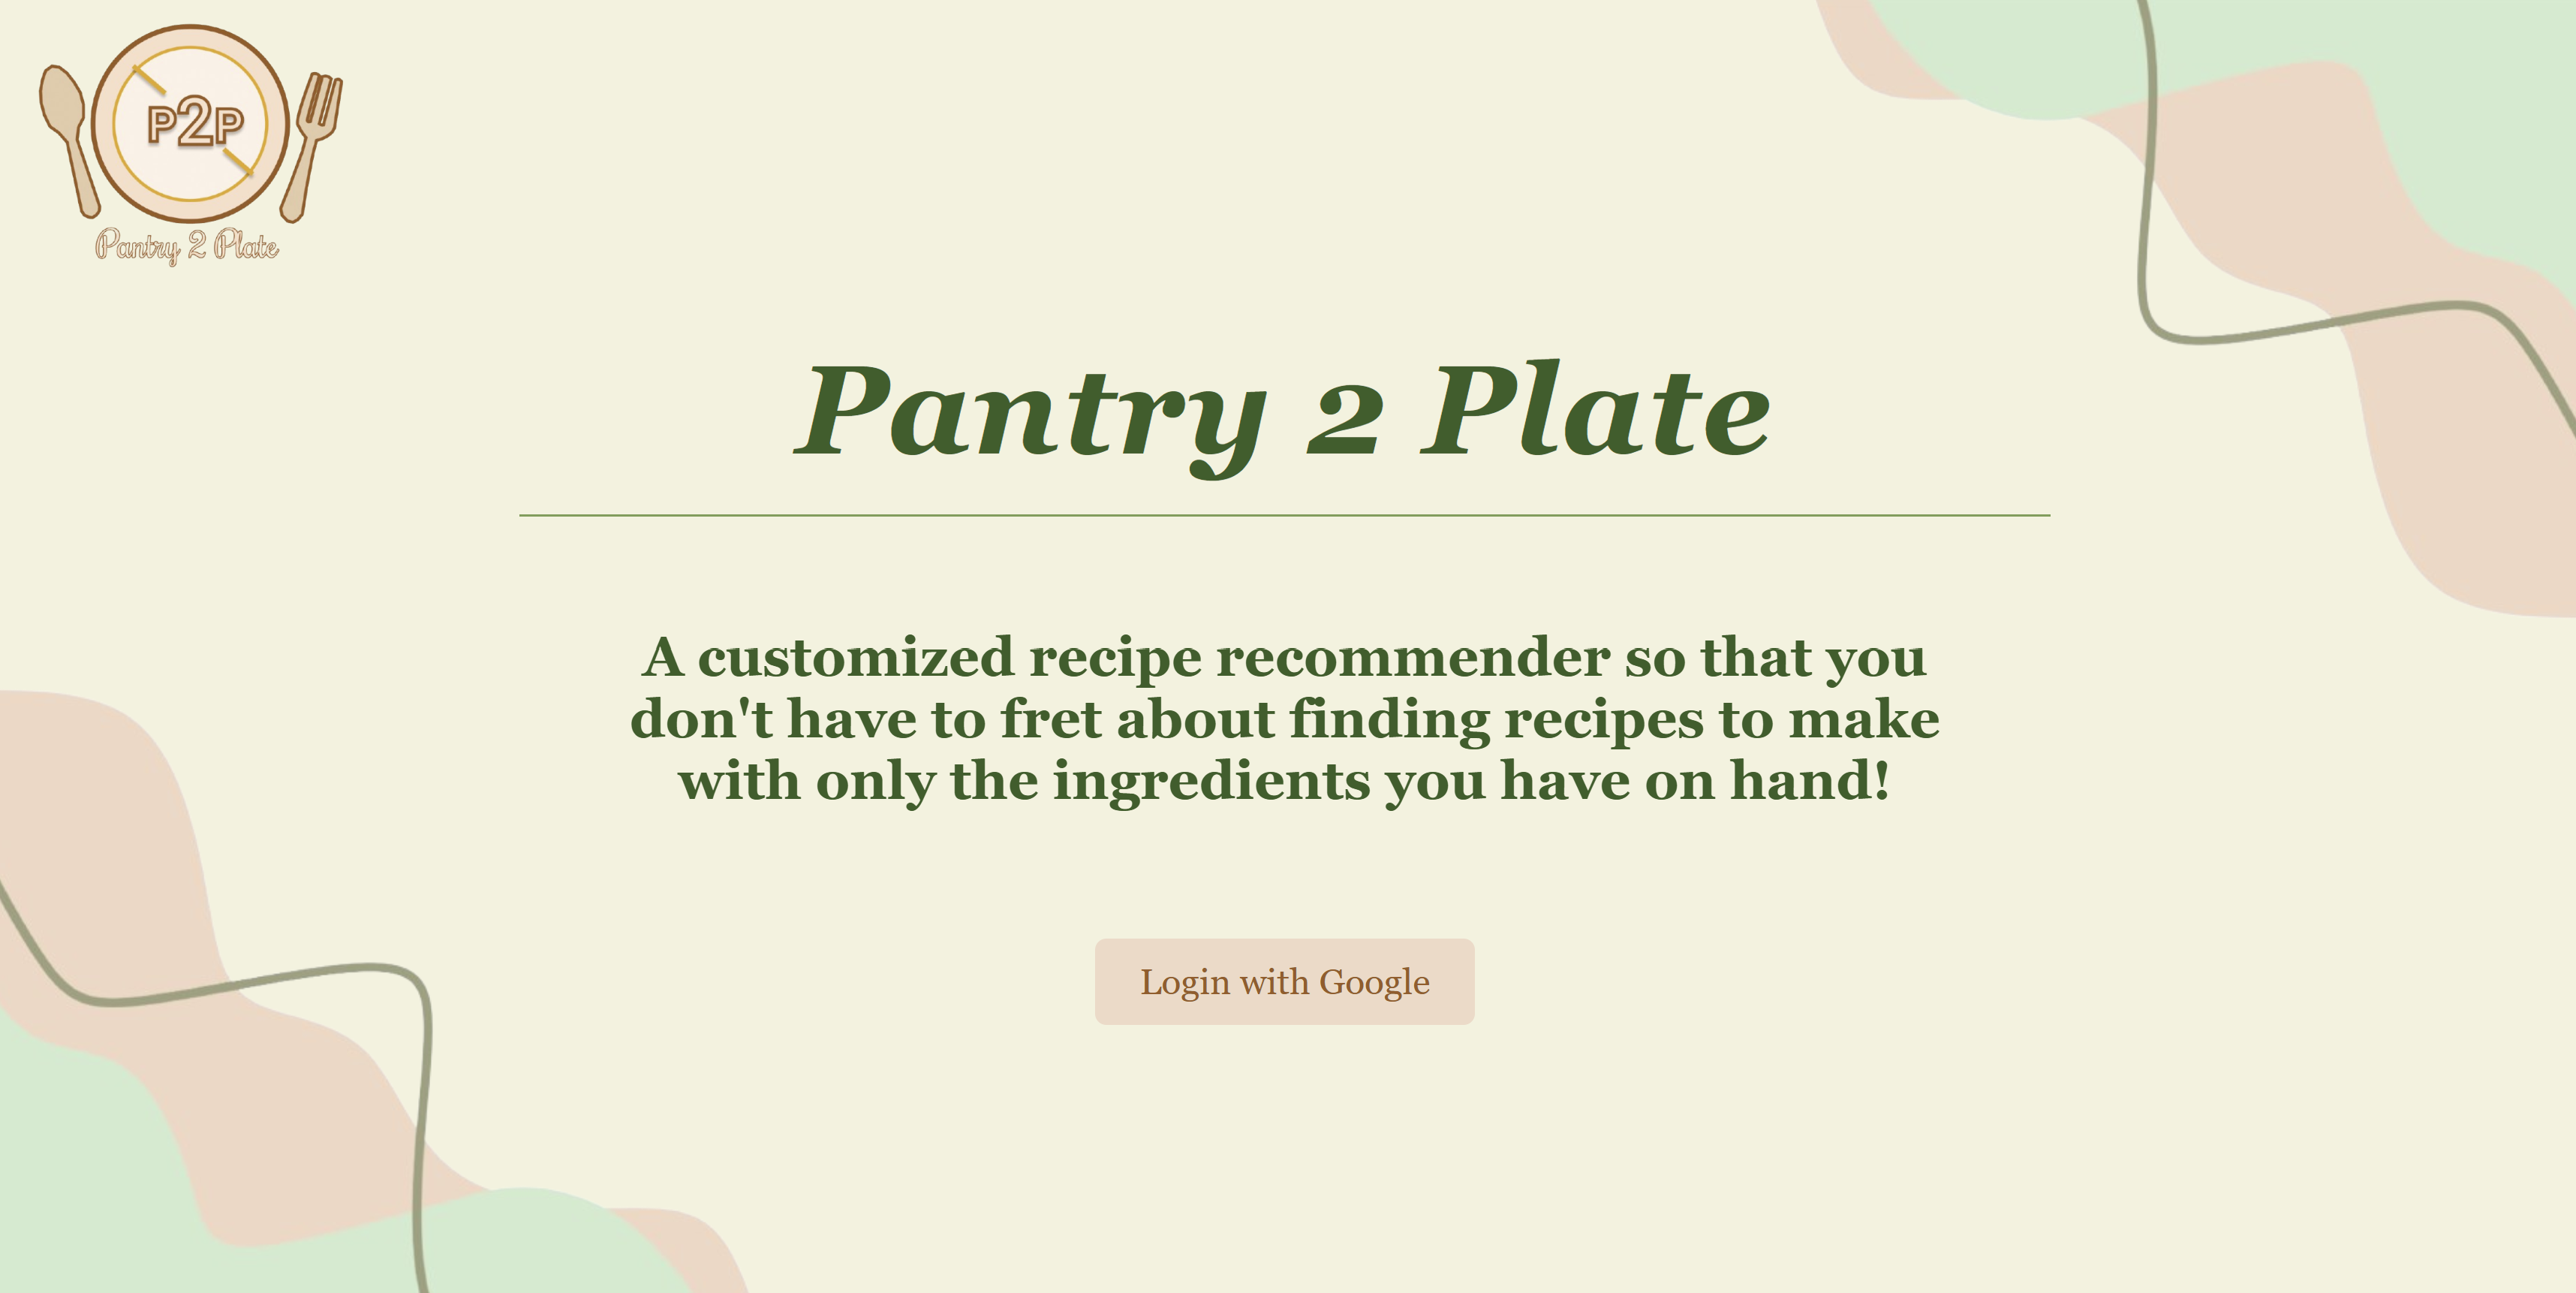 P2P
Pantry 2 Plate
Pantry 2 Plate
A customized recipe recommender so that you
don't have to fret about finding recipes to make
with only the ingredients you have on hand!
Login with Google